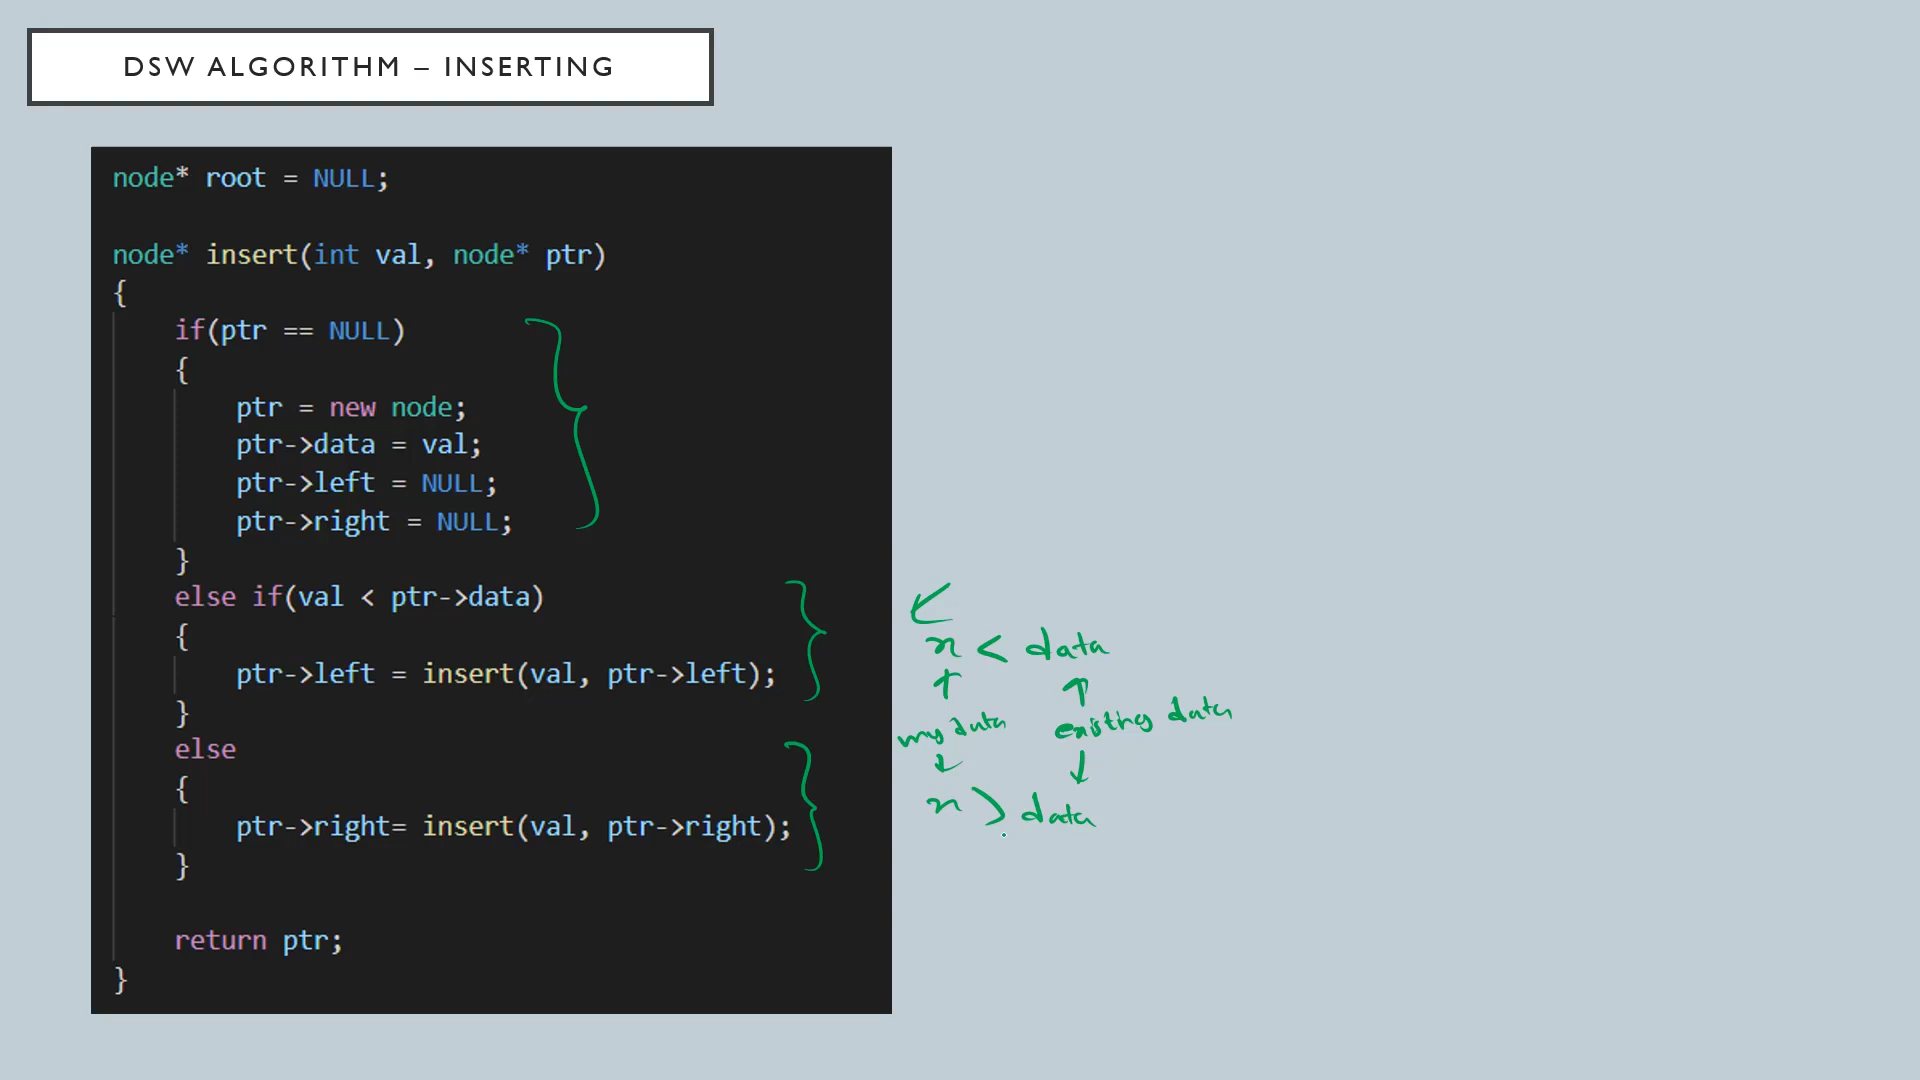 DSW ALGORITHM – INSERTING
node* root = NULL;
node* insert(int val, node* ptr)
{
if(ptr == NULL)
{
ptr = new node;
ptr->data = val;
ptr->left = NULL;
ptr->right = NULL;
}
else if(val < ptr->data)
{
ptr->left = insert(val, ptr->left);
}
else
{
ptr->right= insert(val, ptr->right);
}
return ptr;
}
n < data
my data existing data
n > data